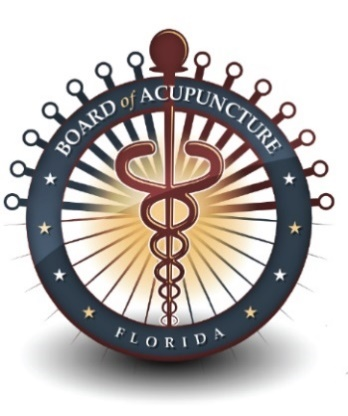 BOARD of ACUPUNCTURE
FLORIDA